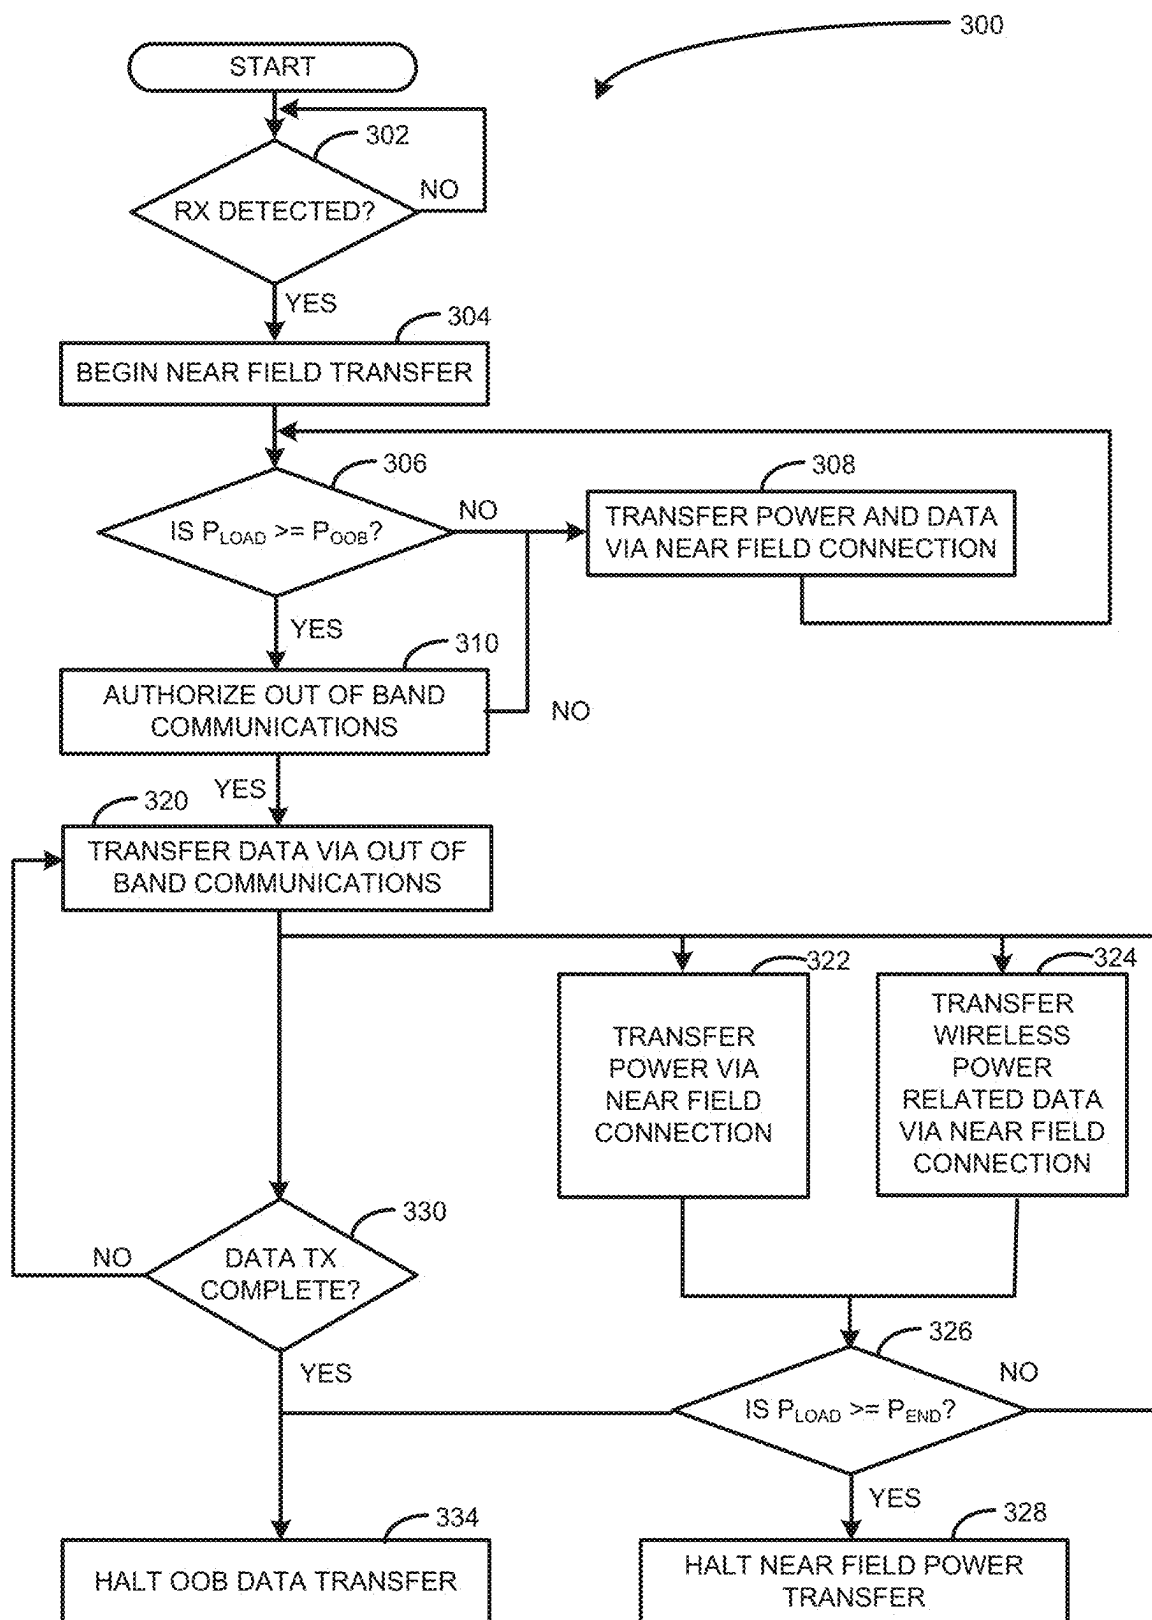 300
START
302
RX DETECTED?
NO
YES
304
BEGIN NEAR FIELD TRANSFER
306
IS PLOAD >= POOB?
NO
308
TRANSFER POWER AND DATA
VIA NEAR FIELD CONNECTION
YES
310
AUTHORIZE OUT OF BAND
COMMUNICATIONS
NO
YES
320
TRANSFER DATA VIA OUT OF
BAND COMMUNICATIONS
322
TRANSFER
POWER VIA
NEAR FIELD
CONNECTION
324
TRANSFER
WIRELESS
POWER
RELATED DATA
VIA NEAR FIELD
CONNECTION
330
DATA TX
COMPLETE?
NO
YES
326
IS PLOAD >= PEND?
NO
YES
334
HALT OOB DATA TRANSFER
328
HALT NEAR FIELD POWER
TRANSFER